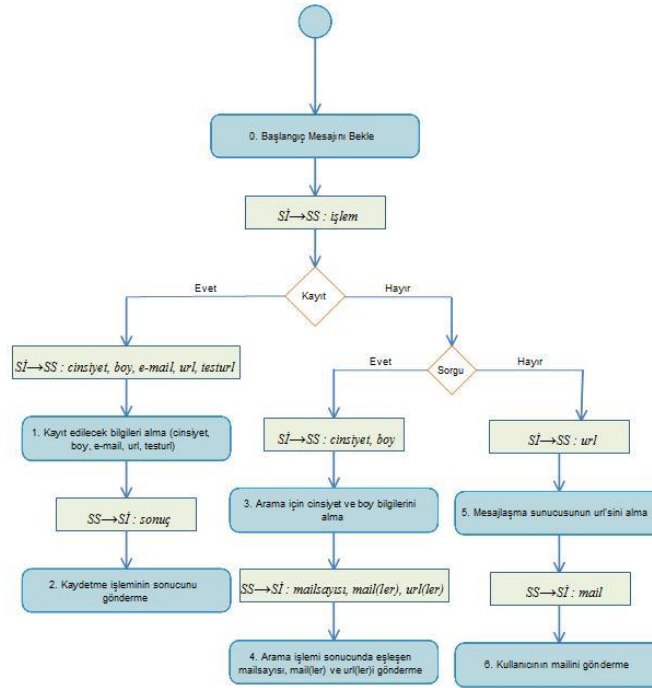 0. Başlangıç Mesajını Bekle
Sİ→SS : işlem
Kayıt
Evet
Hayır
Sİ→SS : cinsiyet, boy, e-mail, url, testurl
Sorgu
Evet
Hayır
1. Kayıt edilecek bilgileri alma (cinsiyet,
boy, e-mail, url, testurl)
Sİ→SS : cinsiyet, boy
Sİ→SS : url
SS→Sİ : sonuç
3. Arama için cinsiyet ve boy bilgilerini
alma
5. Mesajlaşma sunucusunun url'sini alma
2. Kaydetme işleminin sonucunu
gönderme
SS→Sİ : mailsayısı, mail(ler), url(ler)
SS→Sİ : mail
4. Arama işlemi sonucunda eşleşen
mailsayısı, mail(ler) ve url(ler)i gönderme
6. Kullanıcının mailini gönderme